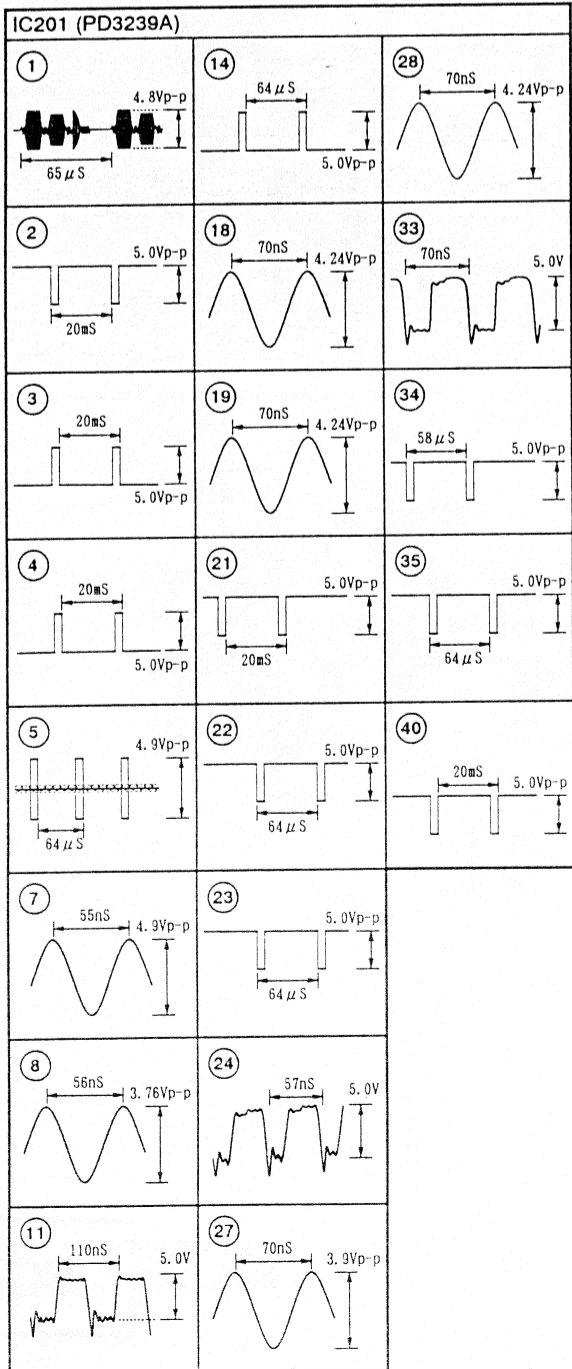 IC201 (PD3239A)
1
4.8Vp-p
65μS
2
5.0Vp-p
20mS
3
20mS
5.0Vp-p
4
20mS
5.0Vp-p
5
4.9Vp-p
64μS
7
55nS
4.9Vp-p
8
56nS
3.76Vp-p
11
110nS
5.0V
14
64μS
5.0Vp-p
18
70nS
4.24Vp-p
19
70nS
4.24Vp-p
21
5.0Vp-p
20mS
22
5.0Vp-p
64μS
23
5.0Vp-p
64μS
24
57nS
5.0V
27
70nS
3.9Vp-p
28
70nS
4.24Vp-p
33
70nS
5.0V
34
58μS
5.0Vp-p
35
5.0Vp-p
64μS
40
20mS
5.0Vp-p